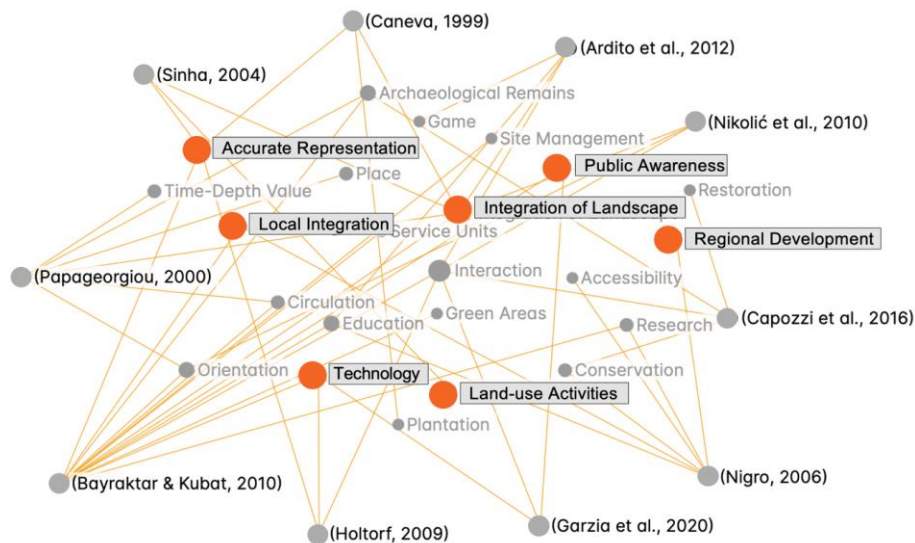 (Caneva, 1999)
(Ardito et al., 2012)
(Sinha, 2004)
Archaeological Remains
Game
(Nikolić et al., 2010)
Site Management
Accurate Representation
Public Awareness
Place
Time-Depth Value
Restoration
Integration of Landscape
Local Integration
Service Units
Regional Development
(Papageorgiou, 2000)
Interaction
Accessibility
Circulation
Green Areas
(Capozzi et al., 2016)
Education
Research
Orientation
Technology
Conservation
Land-use Activities
Plantation
(Nigro, 2006)
(Bayraktar & Kubat, 2010)
(Garzia et al., 2020)
(Holtorf, 2009)